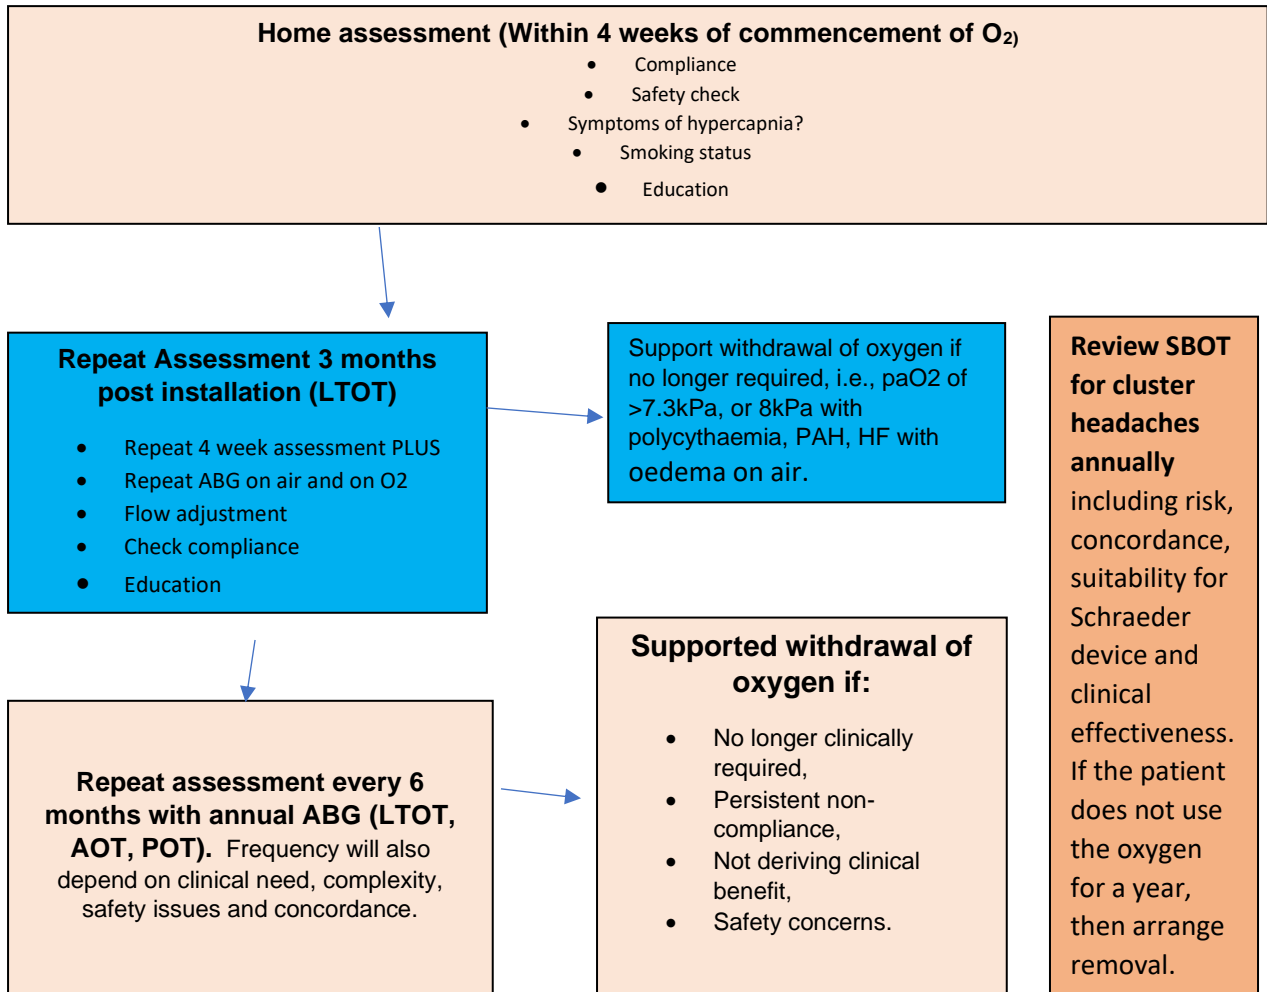 Home assessment (Within 4 weeks of commencement of O2)
• Compliance
• Safety check
• Symptoms of hypercapnia?
• Smoking status
• Education
Repeat Assessment 3 months
post installation (LTOT)
• Repeat 4 week assessment PLUS
• Repeat ABG on air and on O2
• Flow adjustment
• Check compliance
• Education
Support withdrawal of oxygen if
no longer required, i.e., paO2 of
>7.3kPa, or 8kPa with
polycythaemia, PAH, HF with
oedema on air.
Repeat assessment every 6
months with annual ABG (LTOT,
AOT, POT). Frequency will also
depend on clinical need, complexity,
safety issues and concordance.
Supported withdrawal of
oxygen if:
• No longer clinically
required,
• Persistent non-
compliance,
• Not deriving clinical
benefit,
• Safety concerns.
Review SBOT
for cluster
headaches
annually
including risk,
concordance,
suitability for
Schraeder
device and
clinical
effectiveness.
If the patient
does not use
the oxygen
for a year,
then arrange
removal.